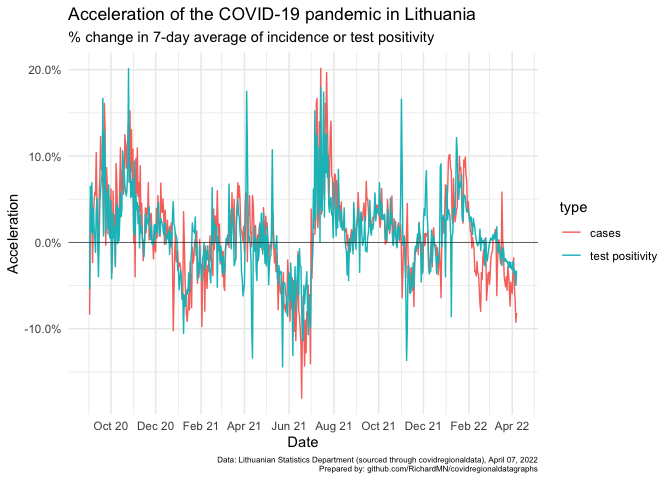 Acceleration of the COVID-19 pandemic in Lithuania
% change in 7-day average of incidence or test positivity
20.0%
10.0%
0.0%
-10.0%
Acceleration
Oct 20 Dec 20 Feb 21 Apr 21 Jun 21 Aug 21 Oct 21 Dec 21 Feb 22 Apr 22
Date
type
cases
test positivity
Data: Lithuanian Statistics Department (sourced through covidregionaldata), April 07, 2022
Prepared by: github.com/RichardMN/covidregionaldatagraphs